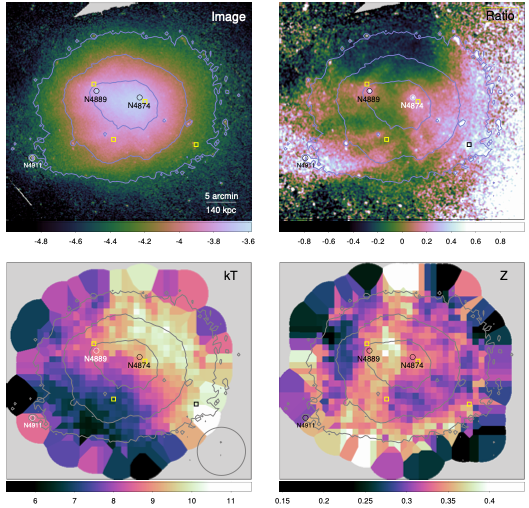 Image
N4889
N4874
N4911
5 arcmin
140 kpc
-4.8 -4.6 -4.4 -4.2 -4 -3.8 -3.6
Ratio
N4889
N4874
N4911
-0.8 -0.6 -0.4 -0.2 0 0.2 0.4 0.6 0.8
kT
N4889
N4874
N4911
6 7 8 9 10 11
Z
N4889
N4874
N4911
0.15 0.2 0.25 0.3 0.35 0.4